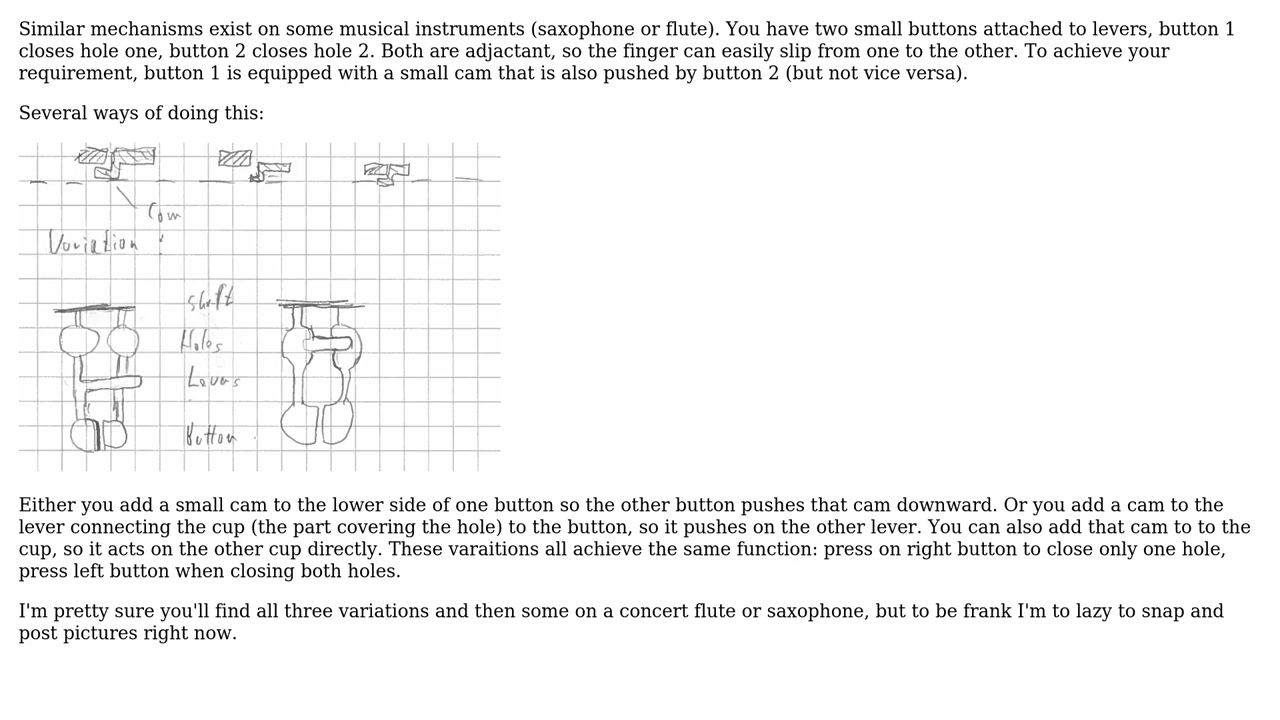 Similar mechanisms exist on some musical instruments (saxophone or flute). You have two small buttons attached to levers, button 1
closes hole one, button 2 closes hole 2. Both are adjactant, so the finger can easily slip from one to the other. To achieve your
requirement, button 1 is equipped with a small cam that is also pushed by button 2 (but not vice versa).
Several ways of doing this:
Cam
Variation :
Shaft
Holes
Levers
Button
Either you add a small cam to the lower side of one button so the other button pushes that cam downward. Or you add a cam to the
lever connecting the cup (the part covering the hole) to the button, so it pushes on the other lever. You can also add that cam to to the
cup, so it acts on the other cup directly. These varaitions all achieve the same function: press on right button to close only one hole,
press left button when closing both holes.
I'm pretty sure you'll find all three variations and then some on a concert flute or saxophone, but to be frank I'm to lazy to snap and
post pictures right now.